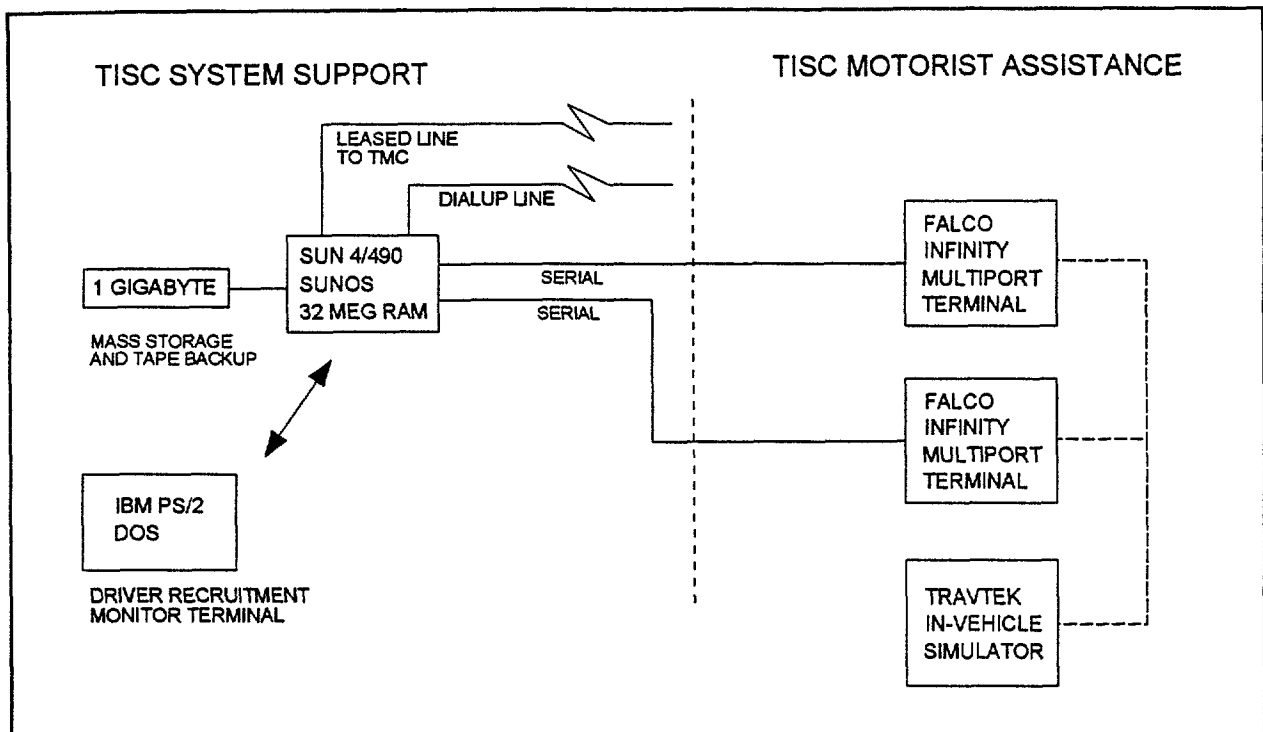 TISC SYSTEM SUPPORT
TISC MOTORIST ASSISTANCE
LEASED LINE
TO TMC
DIALUP LINE
SUN 4/490
SUNOS
32 MEG RAM
1 GIGABYTE
MASS STORAGE
AND TAPE BACKUP
SERIAL
SERIAL
FALCO
INFINITY
MULTIPORT
TERMINAL
FALCO
INFINITY
MULTIPORT
TERMINAL
IBM PS/2
DOS
DRIVER RECRUITMENT
MONITOR TERMINAL
TRAVTEK
IN-VEHICLE
SIMULATOR